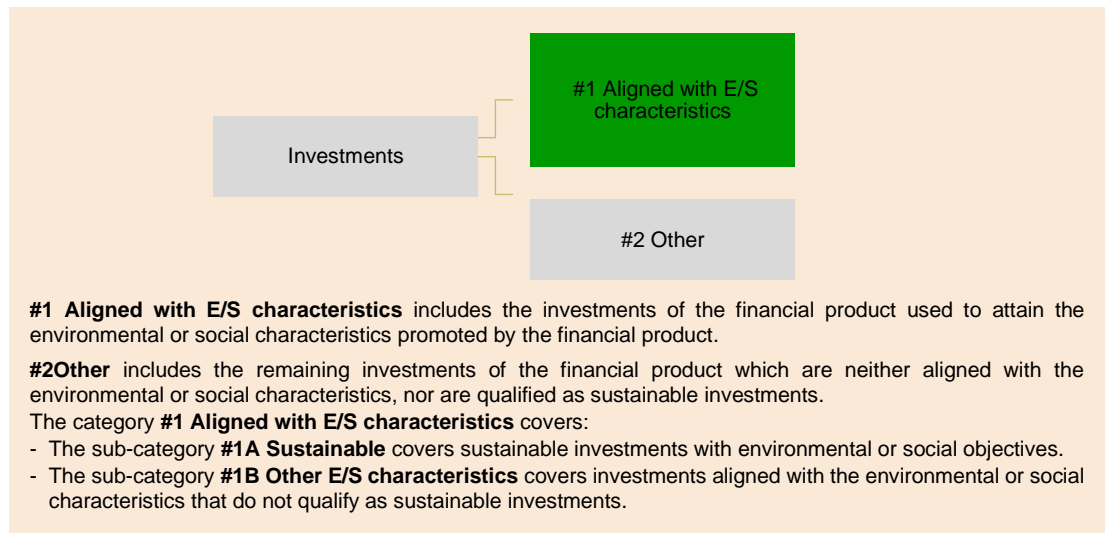 #1 Aligned with E/S
characteristics
Investments
#2 Other
#1 Aligned with E/S characteristics includes the investments of the financial product used to attain the
environmental or social characteristics promoted by the financial product.
#2Other includes the remaining investments of the financial product which are neither aligned with the
environmental or social characteristics, nor are qualified as sustainable investments.
The category #1 Aligned with E/S characteristics covers:
- The sub-category #1A Sustainable covers sustainable investments with environmental or social objectives.
- The sub-category #1B Other E/S characteristics covers investments aligned with the environmental or social
characteristics that do not qualify as sustainable investments.